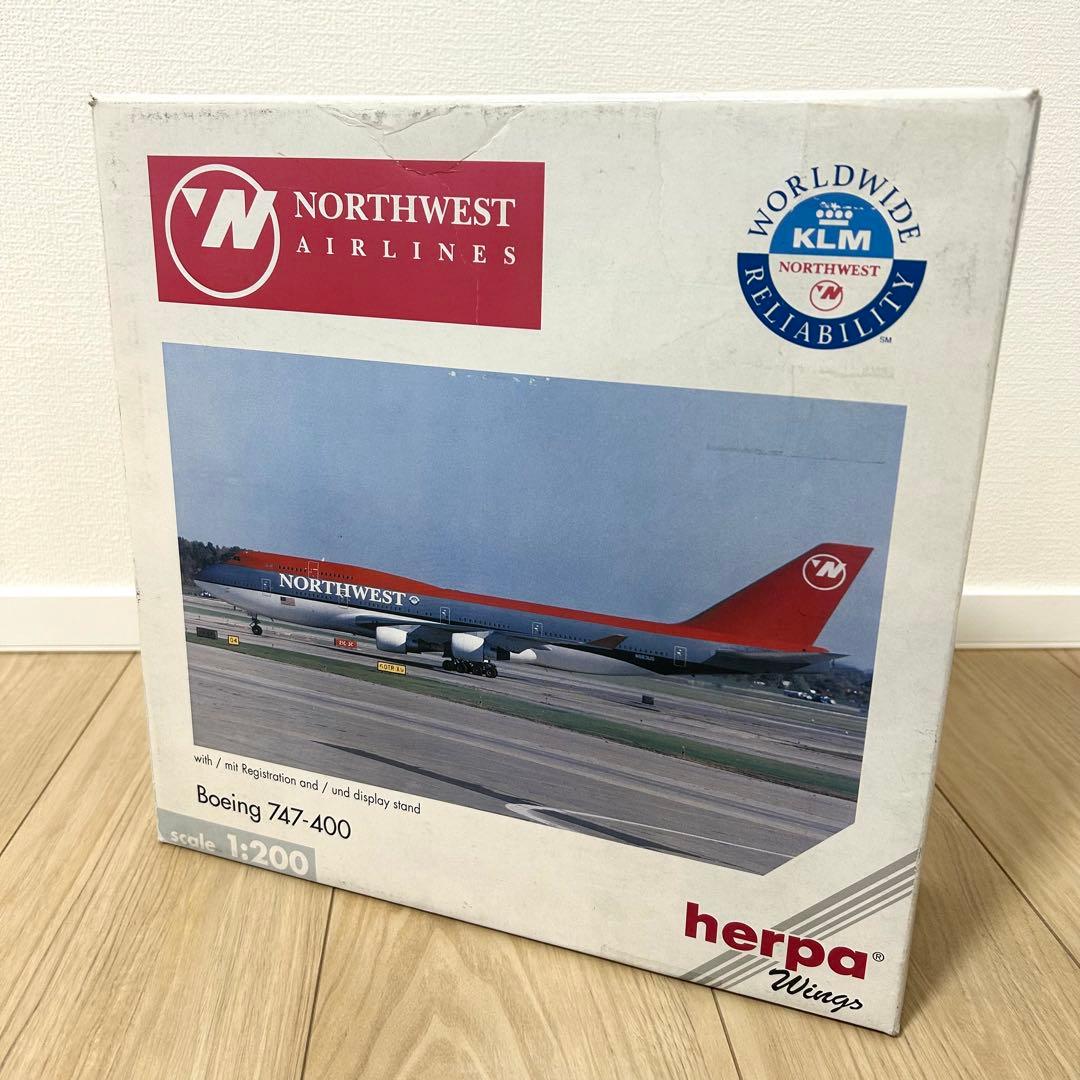 NORTHWEST
AIRLINES
WORLDWIDE
KLM
NORTHWEST
RELIABILITY
SM
NORTHWEST
with / mit Registration and / und display stand
Boeing 747-400
scale 1:200
herpa®
Wings